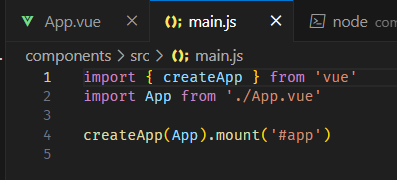 App.vue × main.js × node com
components > src > main.js
1 import { createApp } from 'vue'
2 import App from './App.vue'
3
4 createApp(App).mount('#app')
5